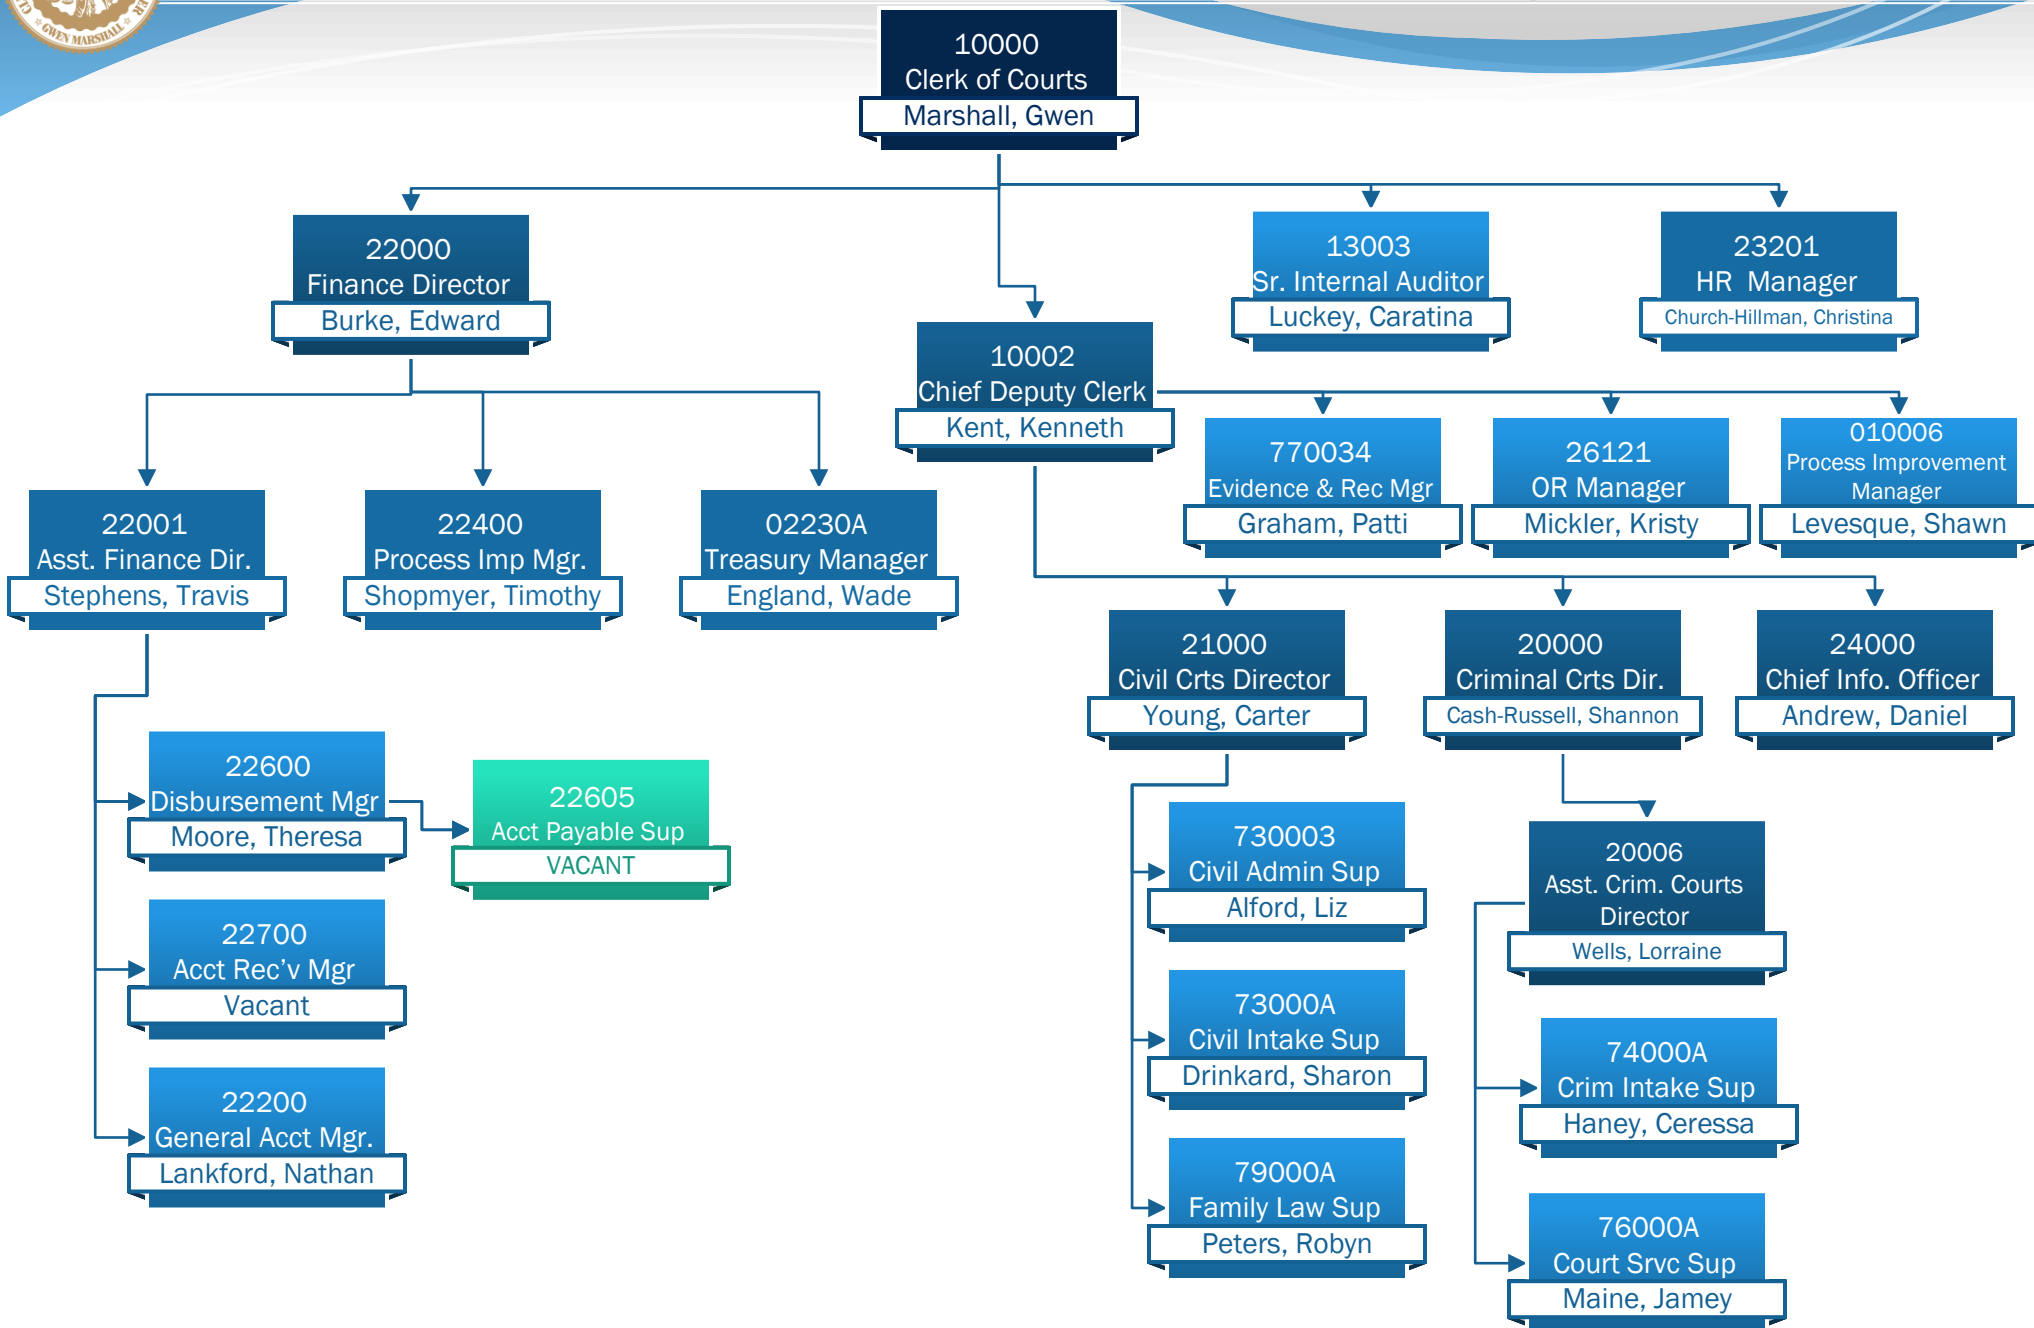 GWEN MARSHALL
10000
Clerk of Courts
Marshall, Gwen
22000
Finance Director
Burke, Edward
13003
Sr. Internal Auditor
Luckey, Caratina
23201
HR  Manager
Church-Hillman, Christina
10002
Chief Deputy Clerk
Kent, Kenneth
770034
Evidence & Rec Mgr
Graham, Patti
26121
OR Manager
Mickler, Kristy
010006
Process Improvement
Manager
Levesque, Shawn
22001
Asst. Finance Dir.
Stephens, Travis
22400
Process Imp Mgr.
Shopmyer, Timothy
02230A
Treasury Manager
England, Wade
21000
Civil Crts Director
Young, Carter
20000
Criminal Crts Dir.
Cash-Russell, Shannon
24000
Chief Info. Officer
Andrew, Daniel
22600
Disbursement Mgr
Moore, Theresa
22605
Acct Payable Sup
VACANT
22700
Acct Rec’v Mgr
Vacant
22200
General Acct Mgr.
Lankford, Nathan
730003
Civil Admin Sup
Alford, Liz
73000A
Civil Intake Sup
Drinkard, Sharon
79000A
Family Law Sup
Peters, Robyn
20006
Asst. Crim. Courts
Director
Wells, Lorraine
74000A
Crim Intake Sup
Haney, Ceressa
76000A
Court Srvc Sup
Maine, Jamey